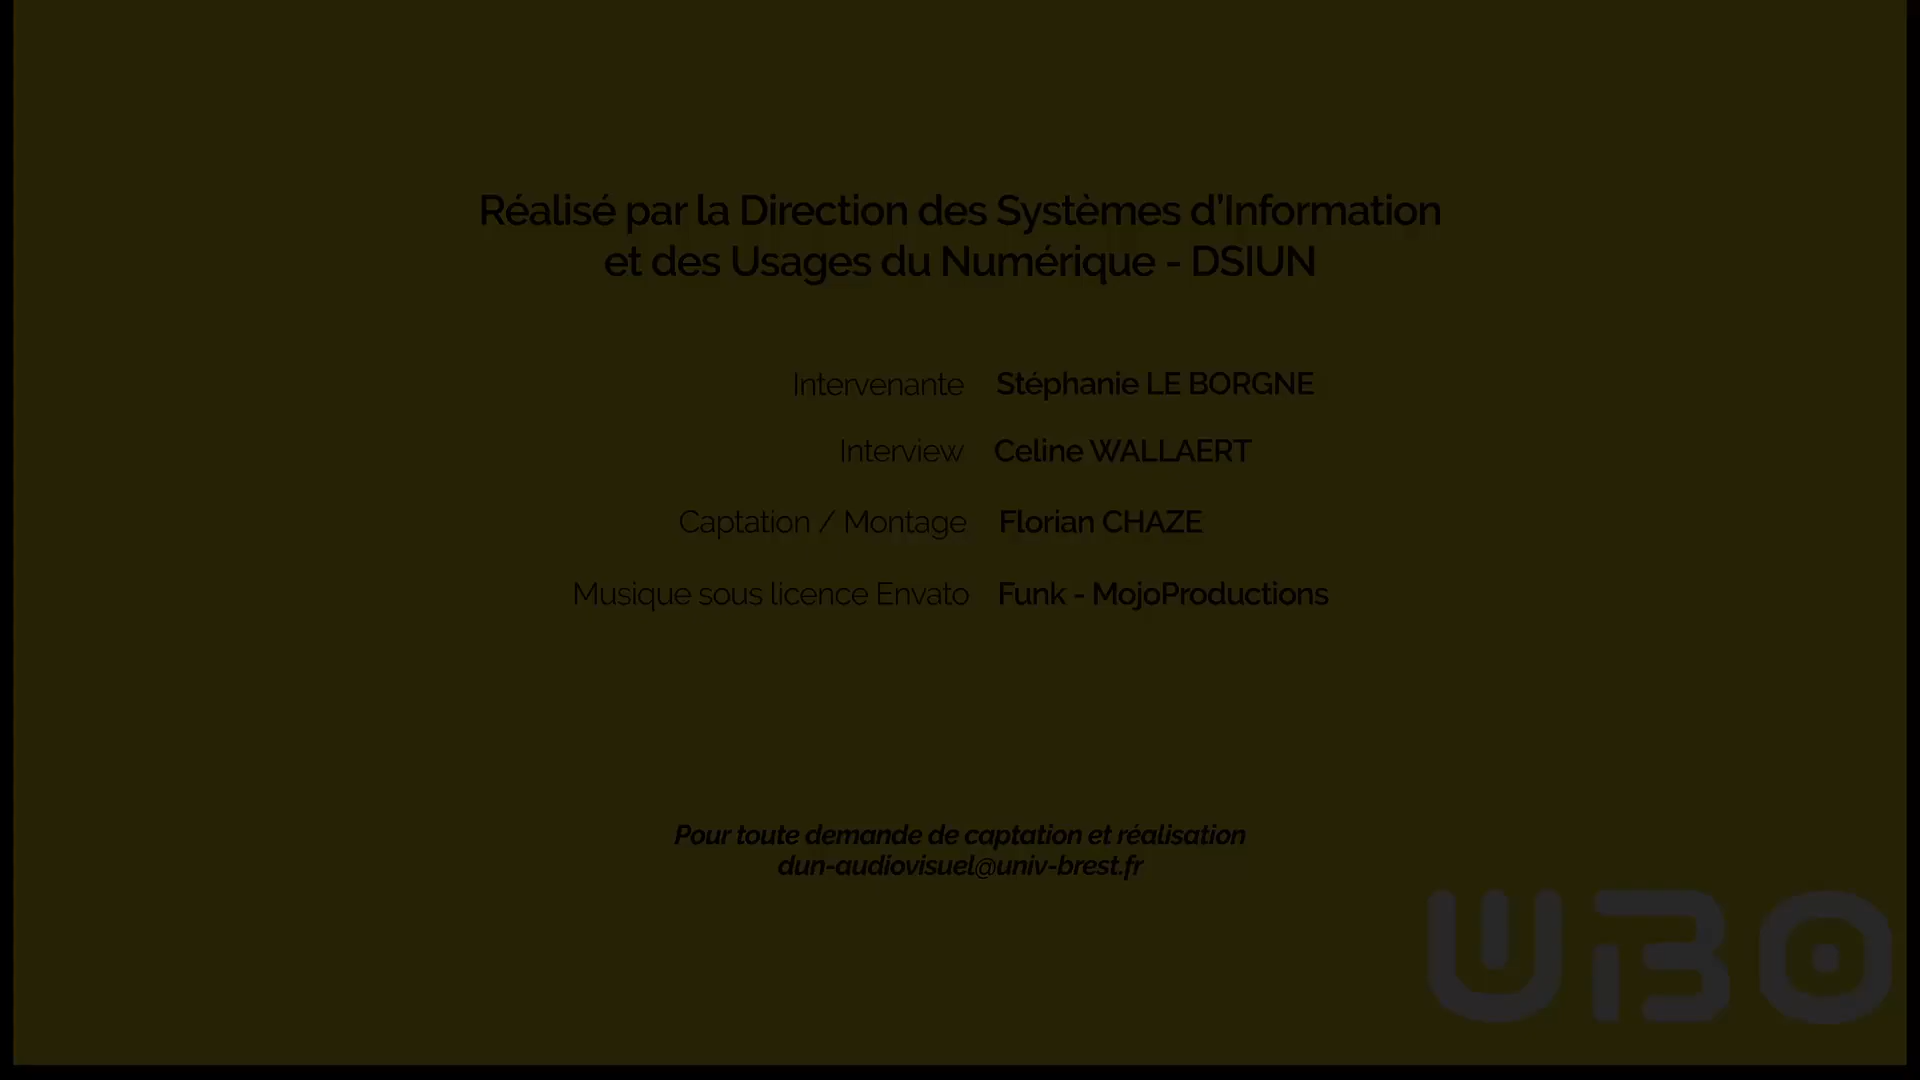 Réalisé par la Direction des Systèmes d'Information
et des Usages du Numérique - DSIUN
Intervenante Stéphanie LE BORGNE
Interview Celine WALLAERT
Captation / Montage Florian CHAZE
Musique sous licence Envato Funk - MojoProductions
Pour toute demande de captation et réalisation
dun-audiovisuel@univ-brest.fr
UBO